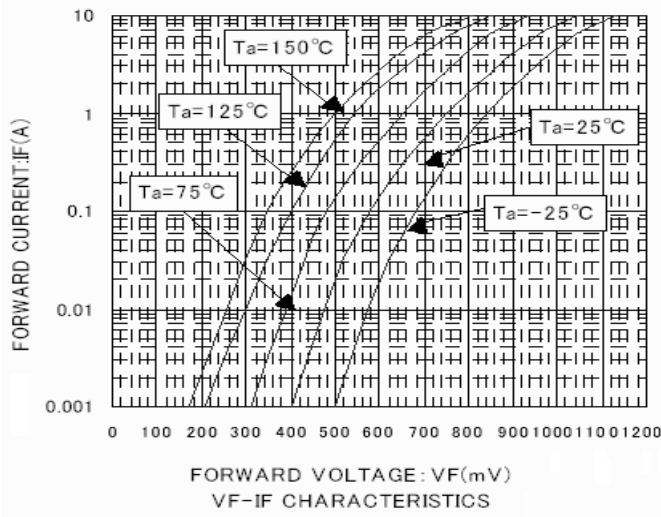 10
1
0.1
0.01
0.001
FORWARD CURRENT:IF(A)
Ta=150℃
Ta=125℃
Ta=75℃
Ta=25℃
Ta=-25℃
0 100 200 300 400 500 600 700 800 900 1000 1100 1200
FORWARD VOLTAGE: VF(mV)
VF-IF CHARACTERISTICS